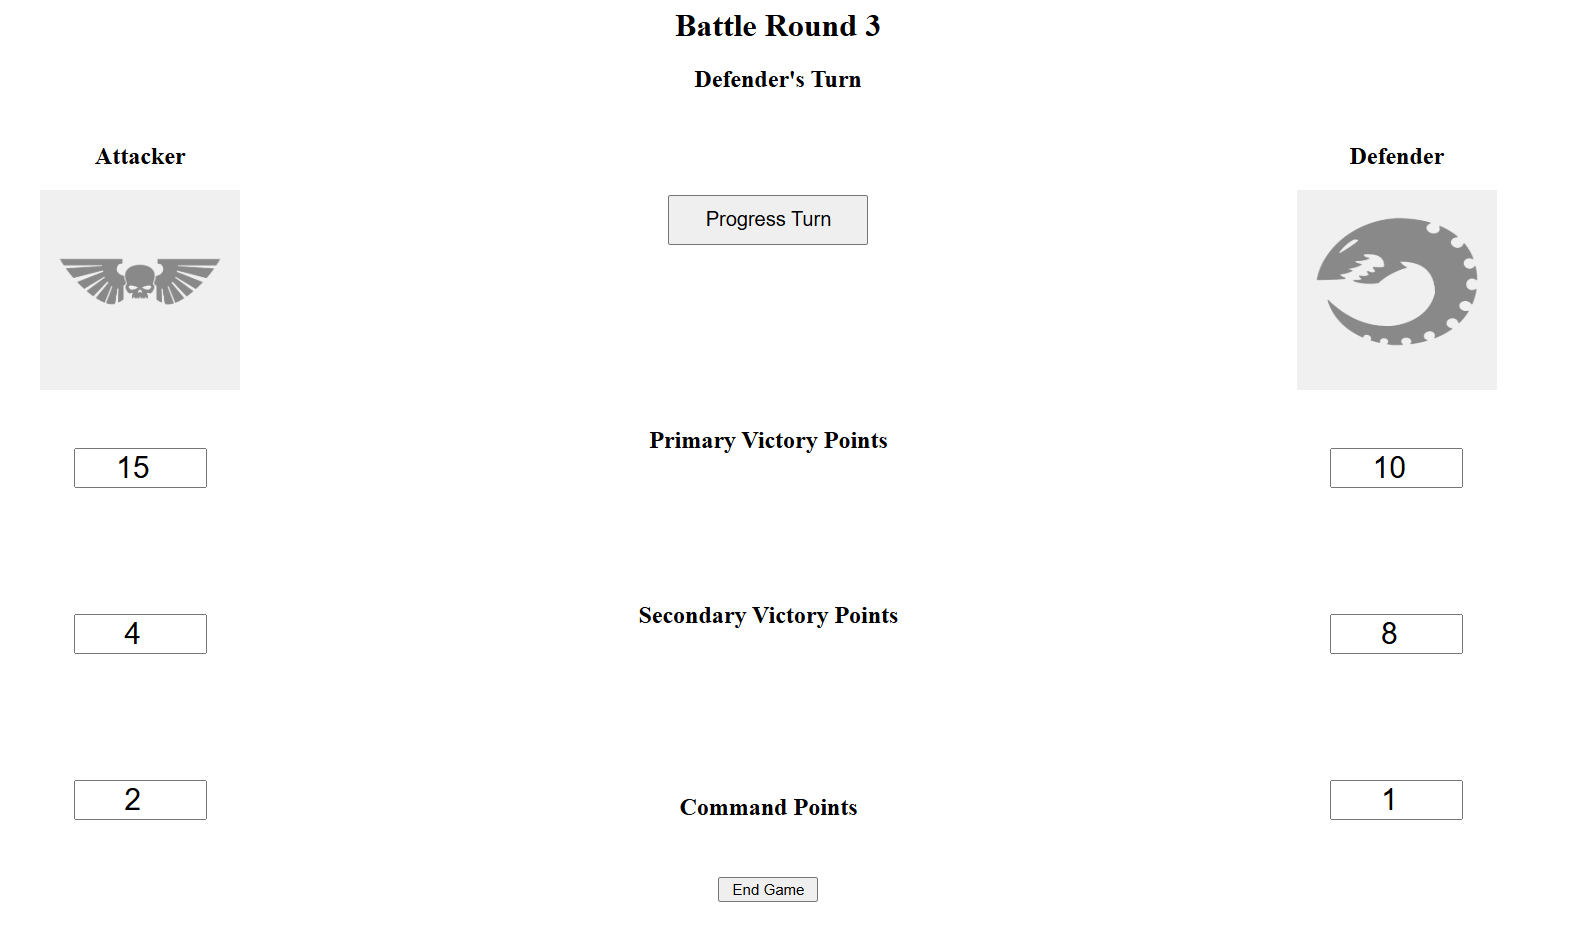 Battle Round 3
Defender's Turn
Attacker
Defender
Progress Turn
Primary Victory Points
15
10
Secondary Victory Points
4
8
2
Command Points
1
End Game